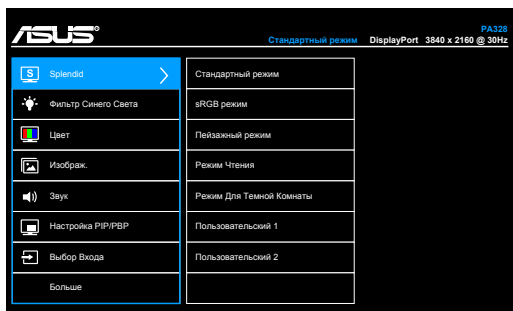 ASUS
PA328
Стандартный режим DisplayPort 3840 x 2160 @ 30Hz
S Splendid
Стандартный режим
Фильтр Синего Света
sRGB режим
Цвет
Пейзажный режим
Изображ.
Режим Чтения
Звук
Режим Для Темной Комнаты
Настройка PIP/PBP
Пользовательский 1
Выбор Входа
Пользовательский 2
Больше